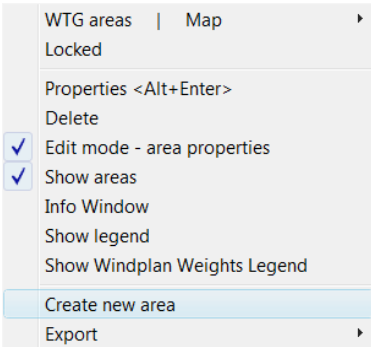 WTG areas | Map
Locked
Properties <Alt+Enter>
Delete
Edit mode - area properties
Show areas
Info Window
Show legend
Show Windplan Weights Legend
Create new area
Export